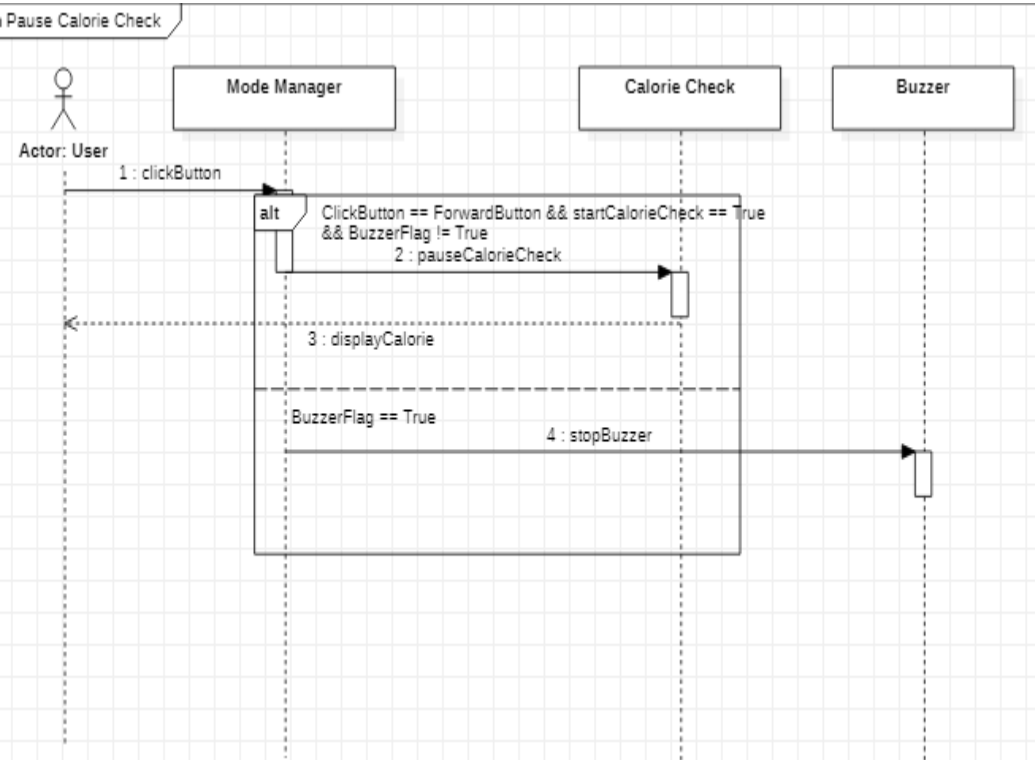 Pause Calorie Check
Mode Manager
Calorie Check
Buzzer
Actor: User
1 : clickButton
alt
ClickButton == ForwardButton && startCalorieCheck == True
&& BuzzerFlag != True
2 : pauseCalorieCheck
3 : displayCalorie
BuzzerFlag == True
4 : stopBuzzer